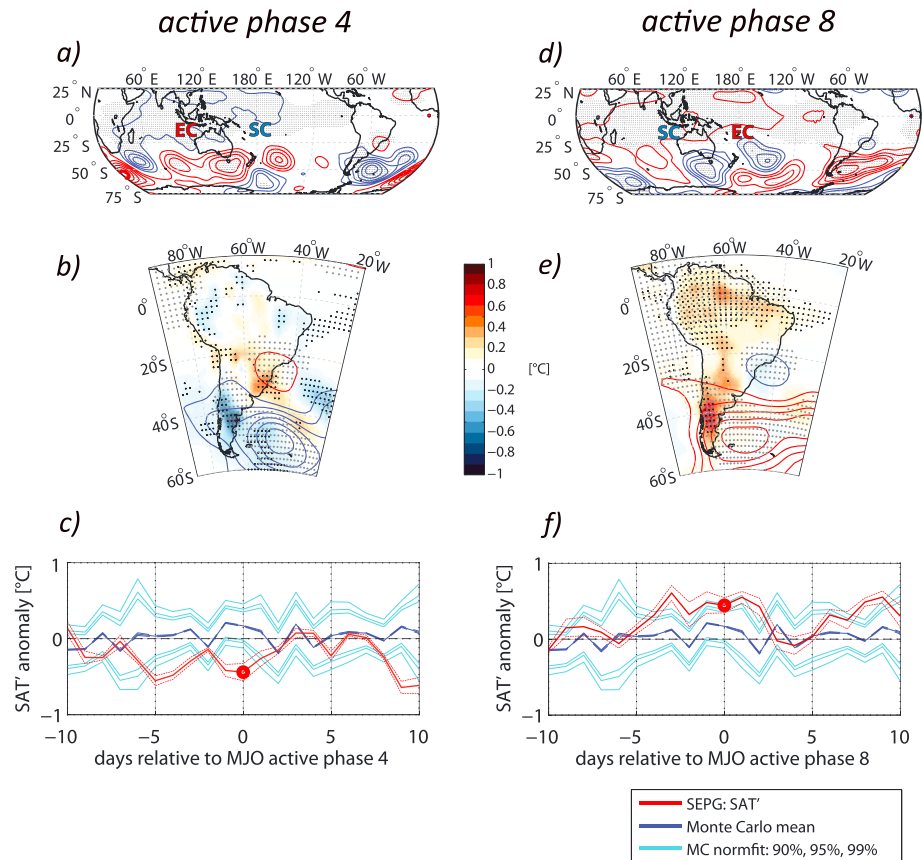 active phase 4
active phase 8
a)
60° E 120° E 180° E 120° W 60° W
25° N
0°
25° S
50° S
75° S
EC SC
d)
60° E 120° E 180° E 120° W 60° W
25° N
0°
25° S
50° S
75° S
SC EC
b)
80°W 60°W 40°W 20°W
0°
20°S
40°S
60°S
1
0.8
0.6
0.4
0.2
0
−0.2
−0.4
−0.6
−0.8
−1
[°C]
e)
80°W 60°W 40°W 20°W
0°
20°S
40°S
60°S
c)
SAT' anomaly [°C]
1
0
−1
−10 −5 0 5 10
days relative to MJO active phase 4
f)
SAT' anomaly [°C]
1
0
−1
−10 −5 0 5 10
days relative to MJO active phase 8
SEPG: SAT'
Monte Carlo mean
MC normfit: 90%, 95%, 99%